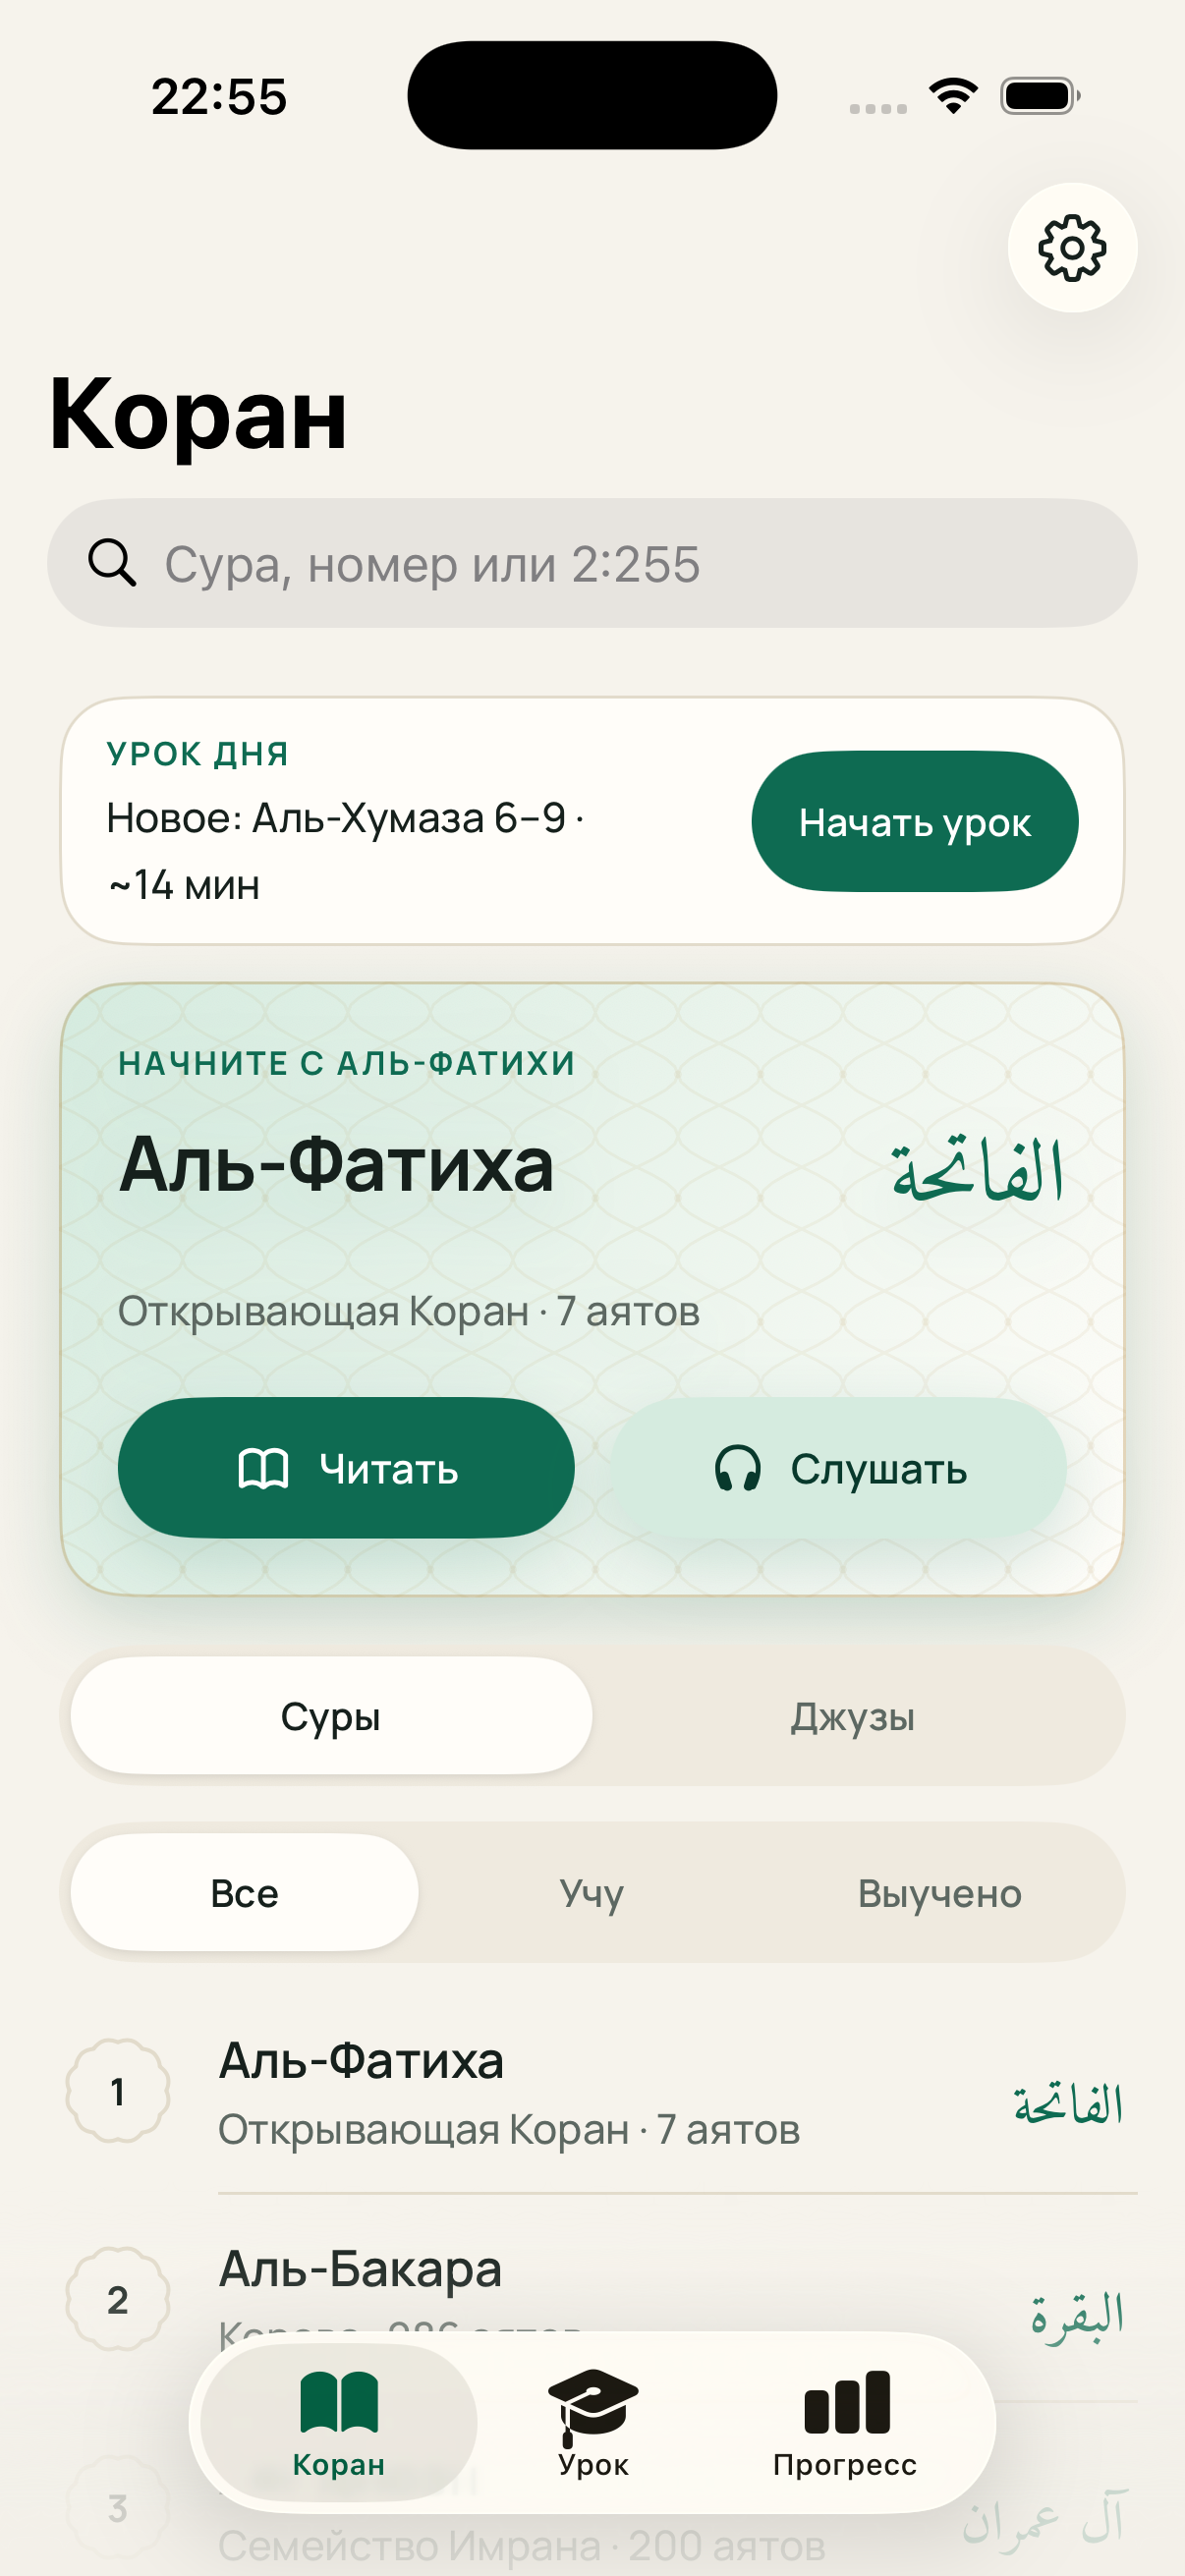 22:55
Коран
Сура, номер или 2:255
УРОК ДНЯ
Новое: Аль-Хумаза 6–9 ·
~14 мин
Начать урок
НАЧНИТЕ С АЛЬ-ФАТИХИ
Аль-Фатиха
الفاتحة
Открывающая Коран · 7 аятов
Читать
Слушать
Суры
Джузы
Все
Учу
Выучено
1
Аль-Фатиха
Открывающая Коран · 7 аятов
الفاتحة
2
Аль-Бакара
Корова · 286 аятов
البقرة
3
Семейство Имрана · 200 аятов
آل عمران
Коран
Урок
Прогресс